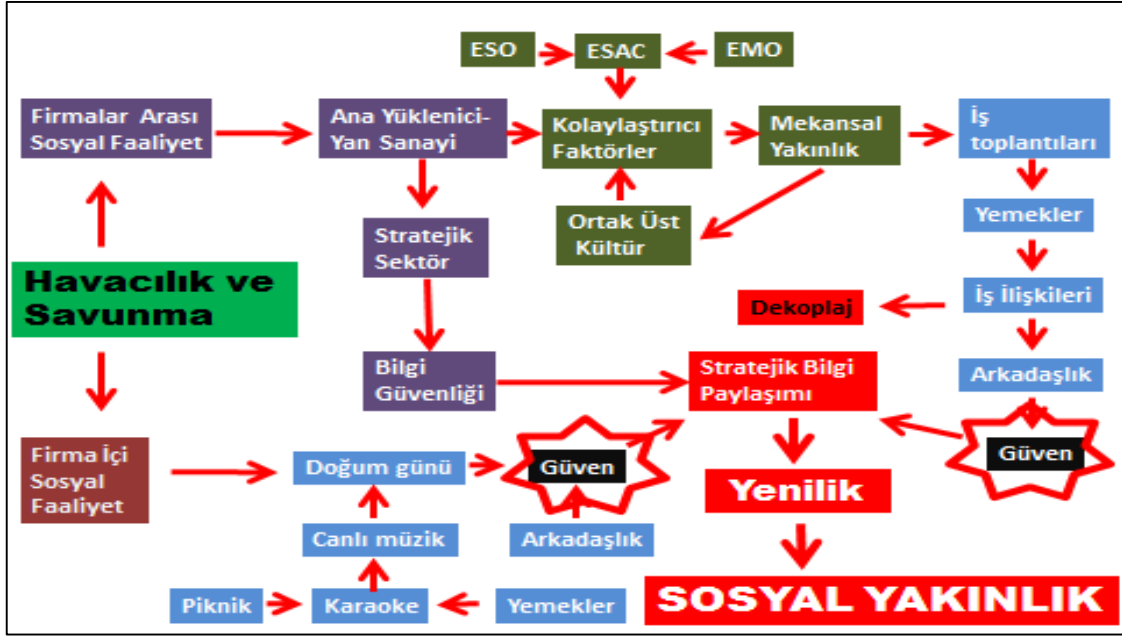 ESO
ESAC
EMO
Firmalar Arası
Sosyal Faaliyet
Ana Yüklenici-
Yan Sanayi
Kolaylaştırıcı
Faktörler
Mekansal
Yakınlık
İş
toplantıları
Stratejik
Sektör
Ortak Üst
Kültür
Yemekler
Havacılık ve
Savunma
Dekoplaj
İş İlişkileri
Bilgi
Güvenliği
Stratejik Bilgi
Paylaşımı
Arkadaşlık
Firma İçi
Sosyal
Faaliyet
Doğum günü
Güven
Güven
Yenilik
Canlı müzik
Arkadaşlık
Piknik
Karaoke
Yemekler
SOSYAL YAKINLIK